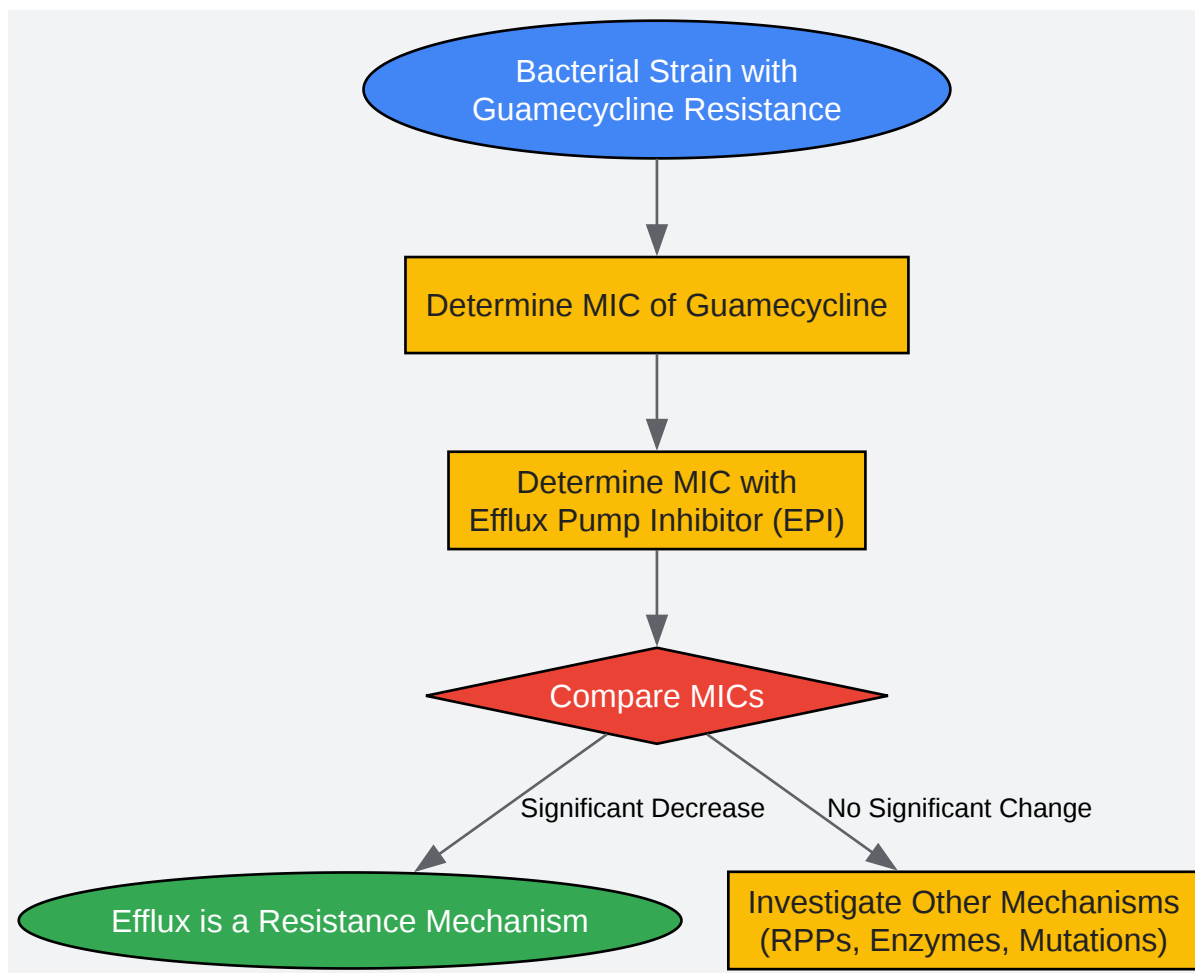 Bacterial Strain with
Guamecycline Resistance
Determine MIC of Guamecycline
Determine MIC with
Efflux Pump Inhibitor (EPI)
Compare MICs
Significant Decrease
No Significant Change
Efflux is a Resistance Mechanism
Investigate Other Mechanisms
(RPPs, Enzymes, Mutations)